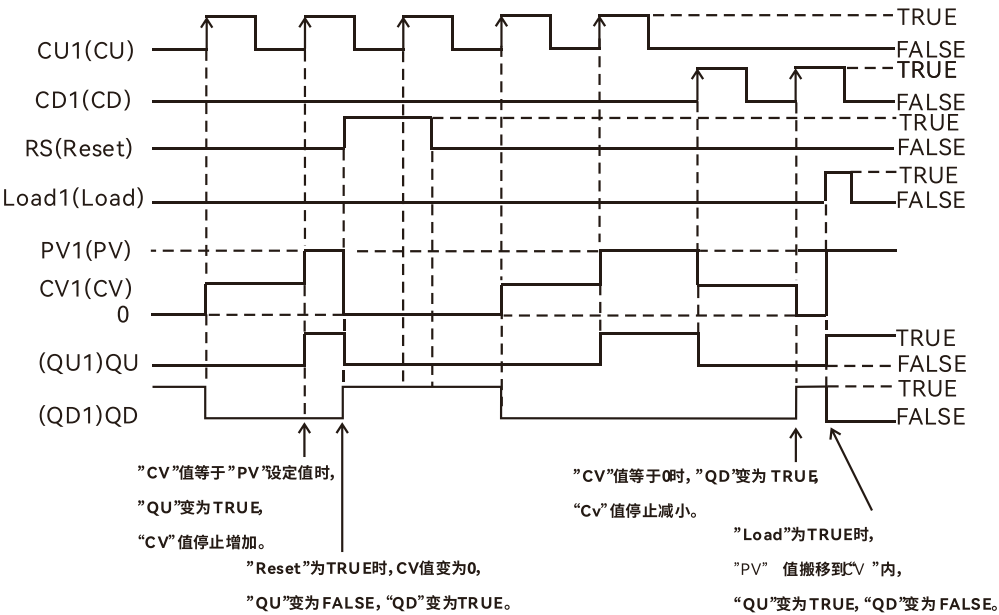 TRUE
CU1(CU) FALSE
TRUE
CD1(CD) FALSE
TRUE
RS(Reset) FALSE
TRUE
Load1(Load) FALSE
PV1(PV)
CV1(CV)
0
TRUE
(QU1)QU FALSE
TRUE
(QD1)QD FALSE
”CV”值等于”PV”设定值时,
”QU”变为TRUE,
“CV”值停止增加。
”Reset”为TRUE时, CV值变为0,
”QU”变为FALSE, “QD”变为TRUE。
”CV”值等于0时, ”QD”变为 TRUE,
“Cv”值停止减小。
”Load”为TRUE时,
”PV” 值搬移到“CV ”内,
“QU”变为TRUE, “QD”变为FALSE。